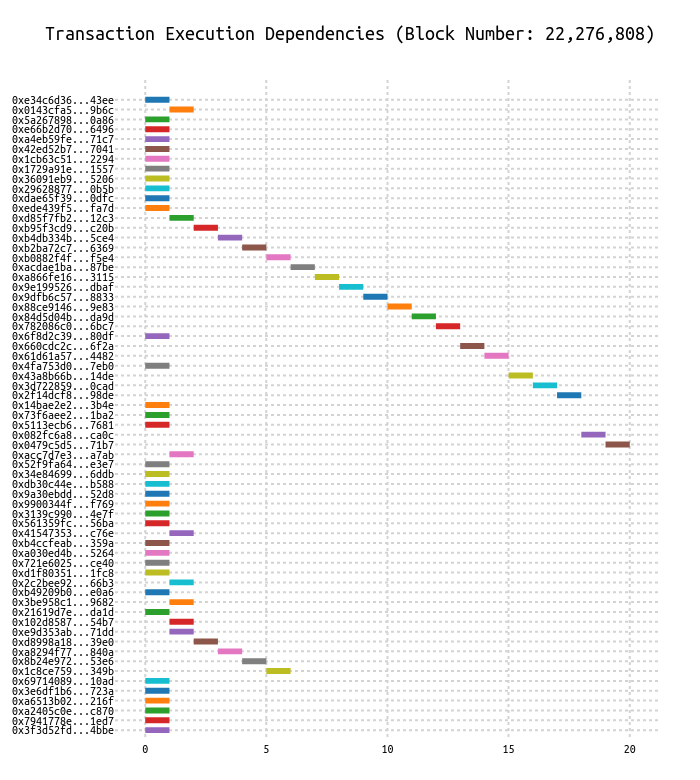 Transaction Execution Dependencies (Block Number: 22,276,808)
0xe34c6d36...43ee
0x0143cfa5...9b6c
0x5a267898...0a86
0xe66b2d70...6496
0xa4eb59fe...71c7
0x42ed52b7...7041
0x1cb63c51...2294
0x1729a91e...1557
0x36091eb9...5206
0x29628877...0b5b
0xdae65f39...0dfc
0xede439f5...fa7d
0xd85f7fb2...12c3
0xb95f3cd9...c20b
0xb4db334b...5ce4
0xb2ba72c7...6369
0xb0882f4f...f5e4
0xacdae1ba...87be
0xa866fe16...3115
0x9e199526...dbaf
0x9dfb6c57...8833
0x88ce9146...9e83
0x84d5d04b...da9d
0x782086c0...6bc7
0x6f8d2c39...80df
0x660cdc2c...6f2a
0x61d61a57...4482
0x4fa753d0...7eb0
0x43a8b66b...14de
0x3d722859...0cad
0x2f14dcf8...98de
0x14bae2e2...3b4e
0x73f6aee2...1ba2
0x5113ecb6...7681
0x082fc6a8...ca0c
0x0479c5d5...71b7
0xacc7d7e3...a7ab
0x52f9fa64...e3e7
0x34e84699...6ddb
0xdb30c44e...b588
0x9a30ebdd...52d8
0x9900344f...f769
0x3139c990...4e7f
0x561359fc...56ba
0x41547353...c76e
0xb4ccfeab...359a
0xa030ed4b...5264
0x721e6025...ce40
0xd1f80351...1fc8
0x2c2bee92...66b3
0xb49209b0...e0a6
0x3be958c1...9682
0x21619d7e...da1d
0x102d8587...54b7
0xe9d353ab...71dd
0xd8998a18...39e0
0xa8294f77...840a
0x8b24e972...53e6
0x1c8ce759...349b
0x69714089...10ad
0x3e6df1b6...723a
0xa6513b02...216f
0xa2405c0e...c870
0x7941778e...1ed7
0x3f3d52fd...4bbe
0 5 10 15 20